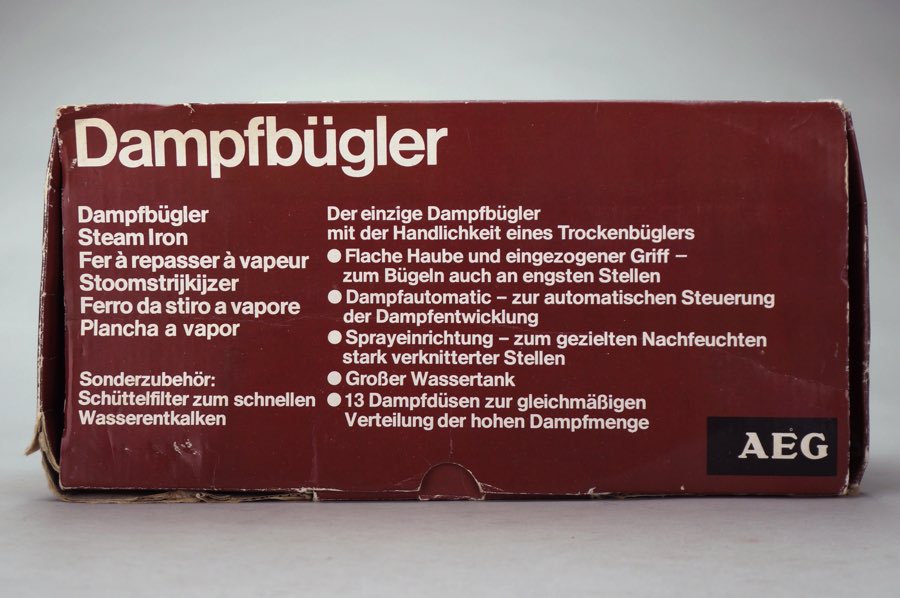 Dampfbügler
Dampfbügler
Steam Iron
Fer à repasser à vapeur
Stoomstrijkijzer
Ferro da stiro a vapore
Plancha a vapor
Sonderzubehör:
Schüttelfilter zum schnellen
Wasserentkalken
Der einzige Dampfbügler
mit der Handlichkeit eines Trockenbüglers
● Flache Haube und eingezogener Griff –
zum Bügeln auch an engsten Stellen
● Dampfautomatic – zur automatischen Steuerung
der Dampfentwicklung
● Sprayeinrichtung – zum gezielten Nachfeuchten
stark verknitterter Stellen
● Großer Wassertank
● 13 Dampfdüsen zur gleichmäßigen
Verteilung der hohen Dampfmenge
AEG